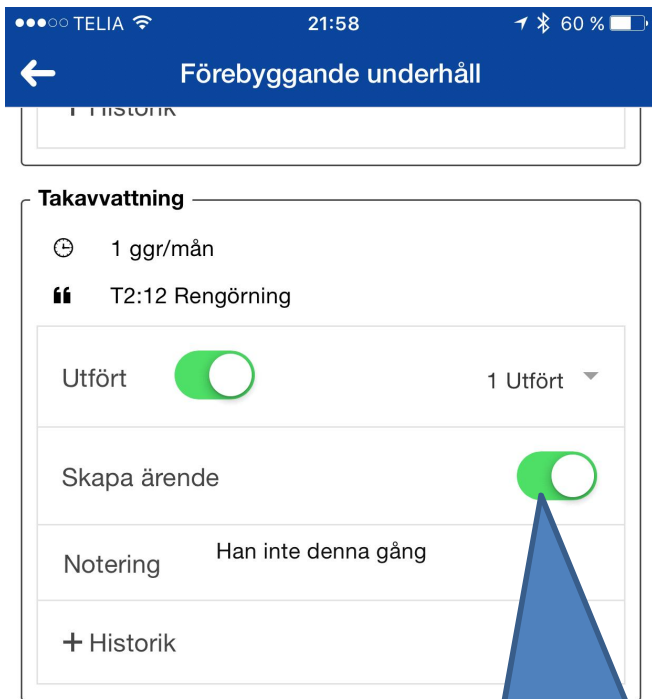 TELIA 21:58 60 %
Förebyggande underhåll
+ Historik
Takavvattning
1 ggr/mån
T2:12 Rengörning
Utfört 1 Utfört
Skapa ärende
Notering Han inte denna gång
+ Historik